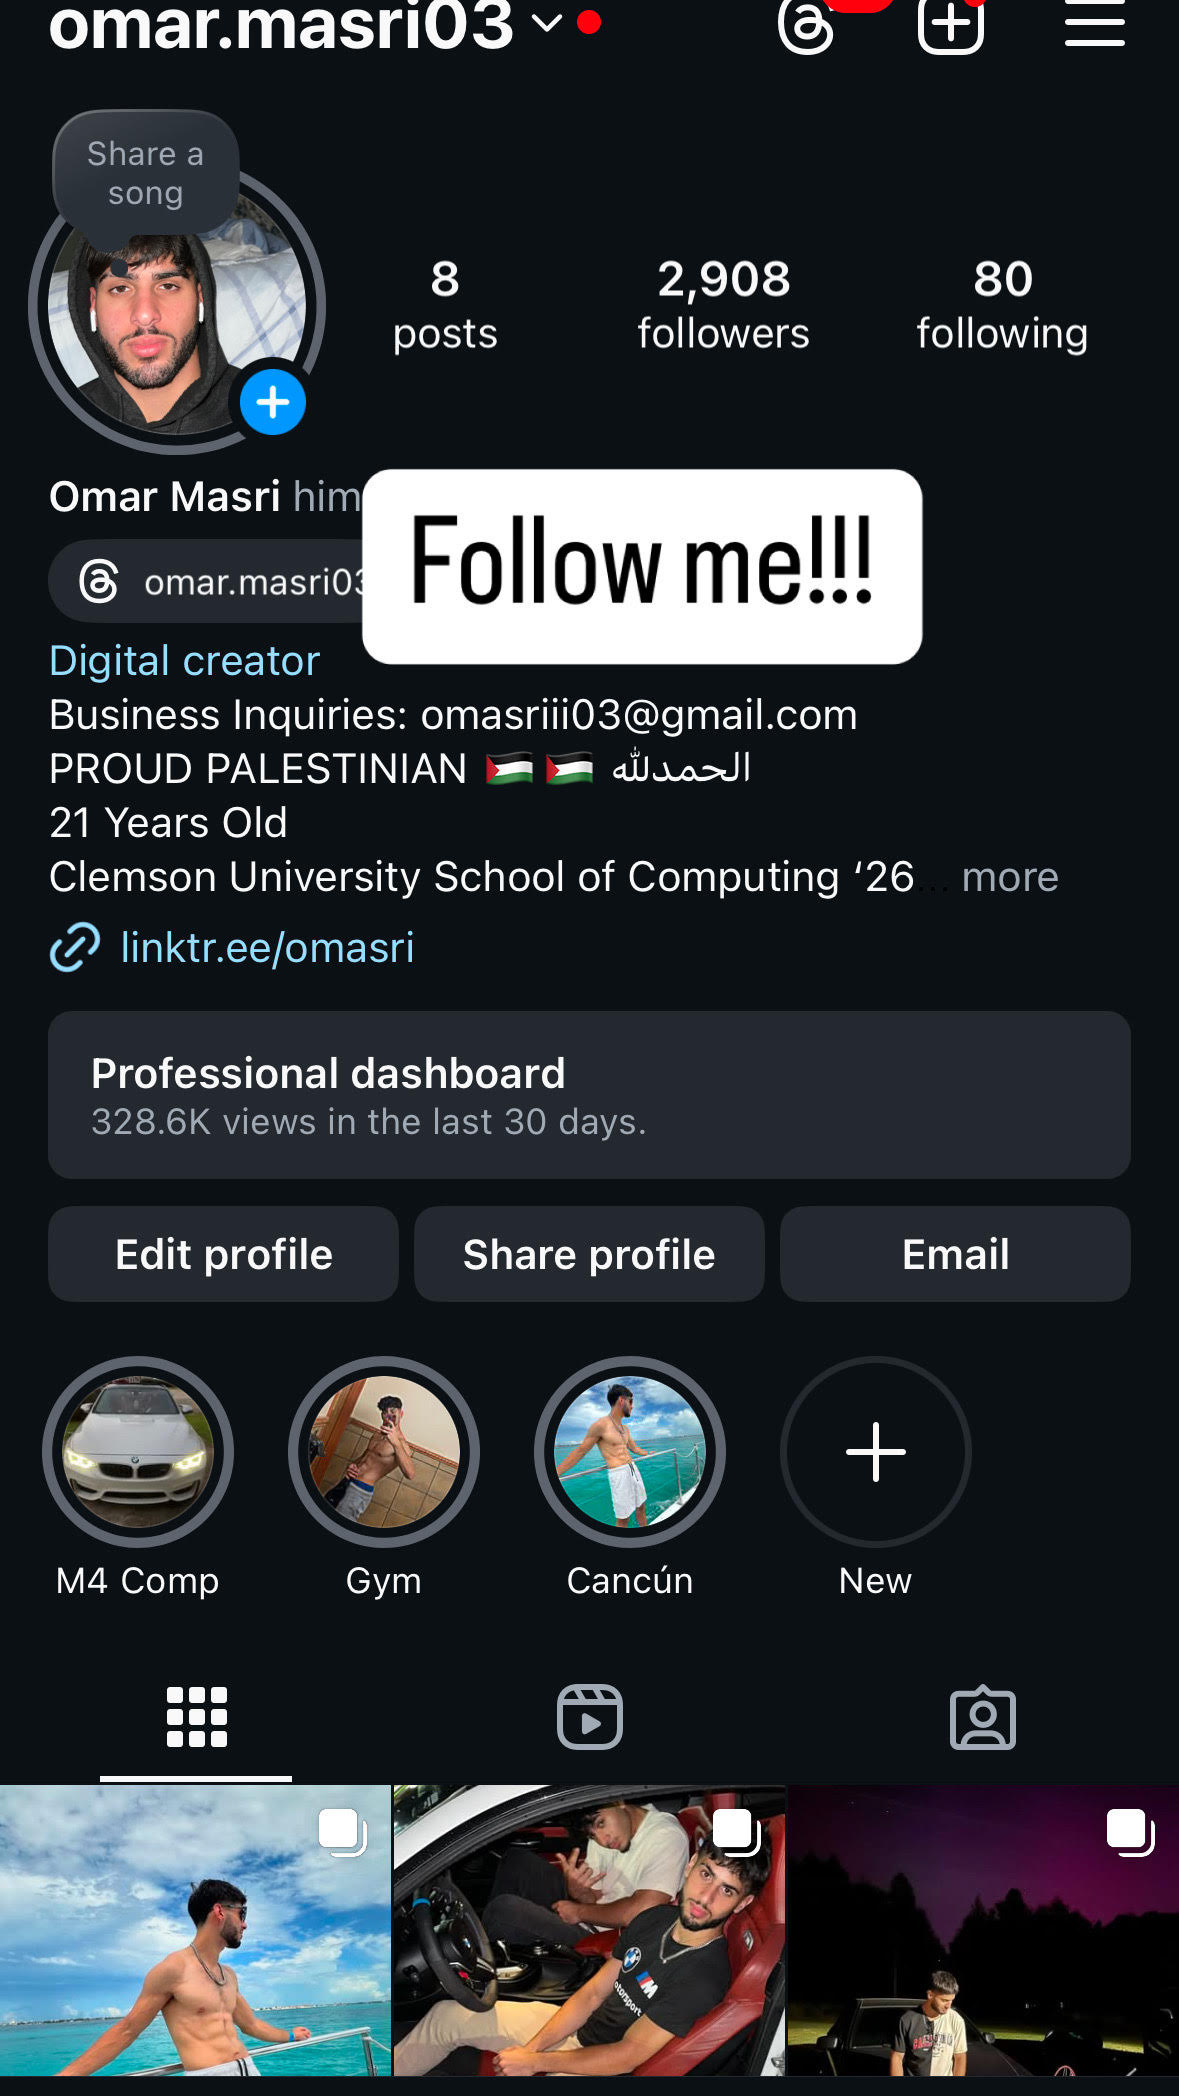 omar.masri03
Share a
song
8
posts
2,908
followers
80
following
Omar Masri him
Follow me!!!
omar.masri03
Digital creator
Business Inquiries: omasriii03@gmail.com
PROUD PALESTINIAN 🇵🇸 🇵🇸 الحمدلله
21 Years Old
Clemson University School of Computing ‘26... more
linktr.ee/omasri
Professional dashboard
328.6K views in the last 30 days.
Edit profile
Share profile
Email
M4 Comp
Gym
Cancún
New
M
otorsport